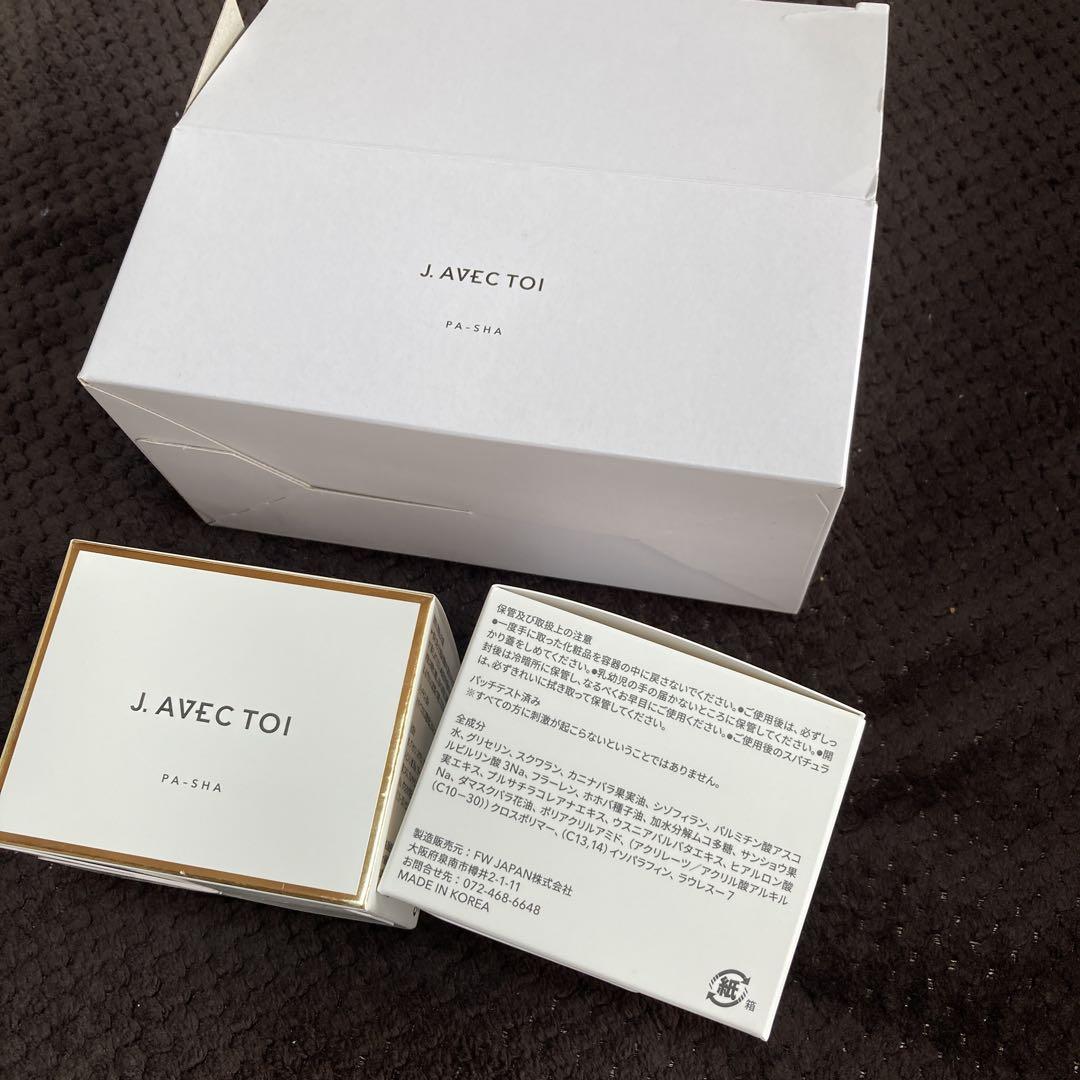 J. AVEC TOI
PA-SHA
J. AVEC TOI
PA-SHA
保管及び取扱上の注意
●一度手に取った化粧品を容器の中に戻さないでください。●ご使用後は、必ずしっ
かり蓋をしめてください。●乳幼児の手の届かないところに保管してください。●開
封後は冷暗所に保管し、なるべくお早目にご使用ください。●ご使用後のスパチュラ
は、必ずきれいに拭き取って保管してください。
パッチテスト済み
※すべての方に刺激が起こらないということではありません。
全成分
水、グリセリン、スクワラン、カニナバラ果実油、シゾフィラン、パルミチン酸アスコ
ルビルリン酸3Na、フラーレン、ホホバ種子油、加水分解ムコ多糖、サンショウ果
実エキス、プルサチラコレアナエキス、ウスニアバルバタエキス、ヒアルロン酸
Na、ダマスクバラ花油、ポリアクリルアミド、(アクリレーツ/アクリル酸アルキル
(C10-30)) クロスポリマー、(C13,14) イソパラフィン、ラウレス-7
製造販売元：FW JAPAN株式会社
大阪府泉南市樽井2-1-11
お問合せ先：072-468-6648
MADE IN KOREA
紙
箱